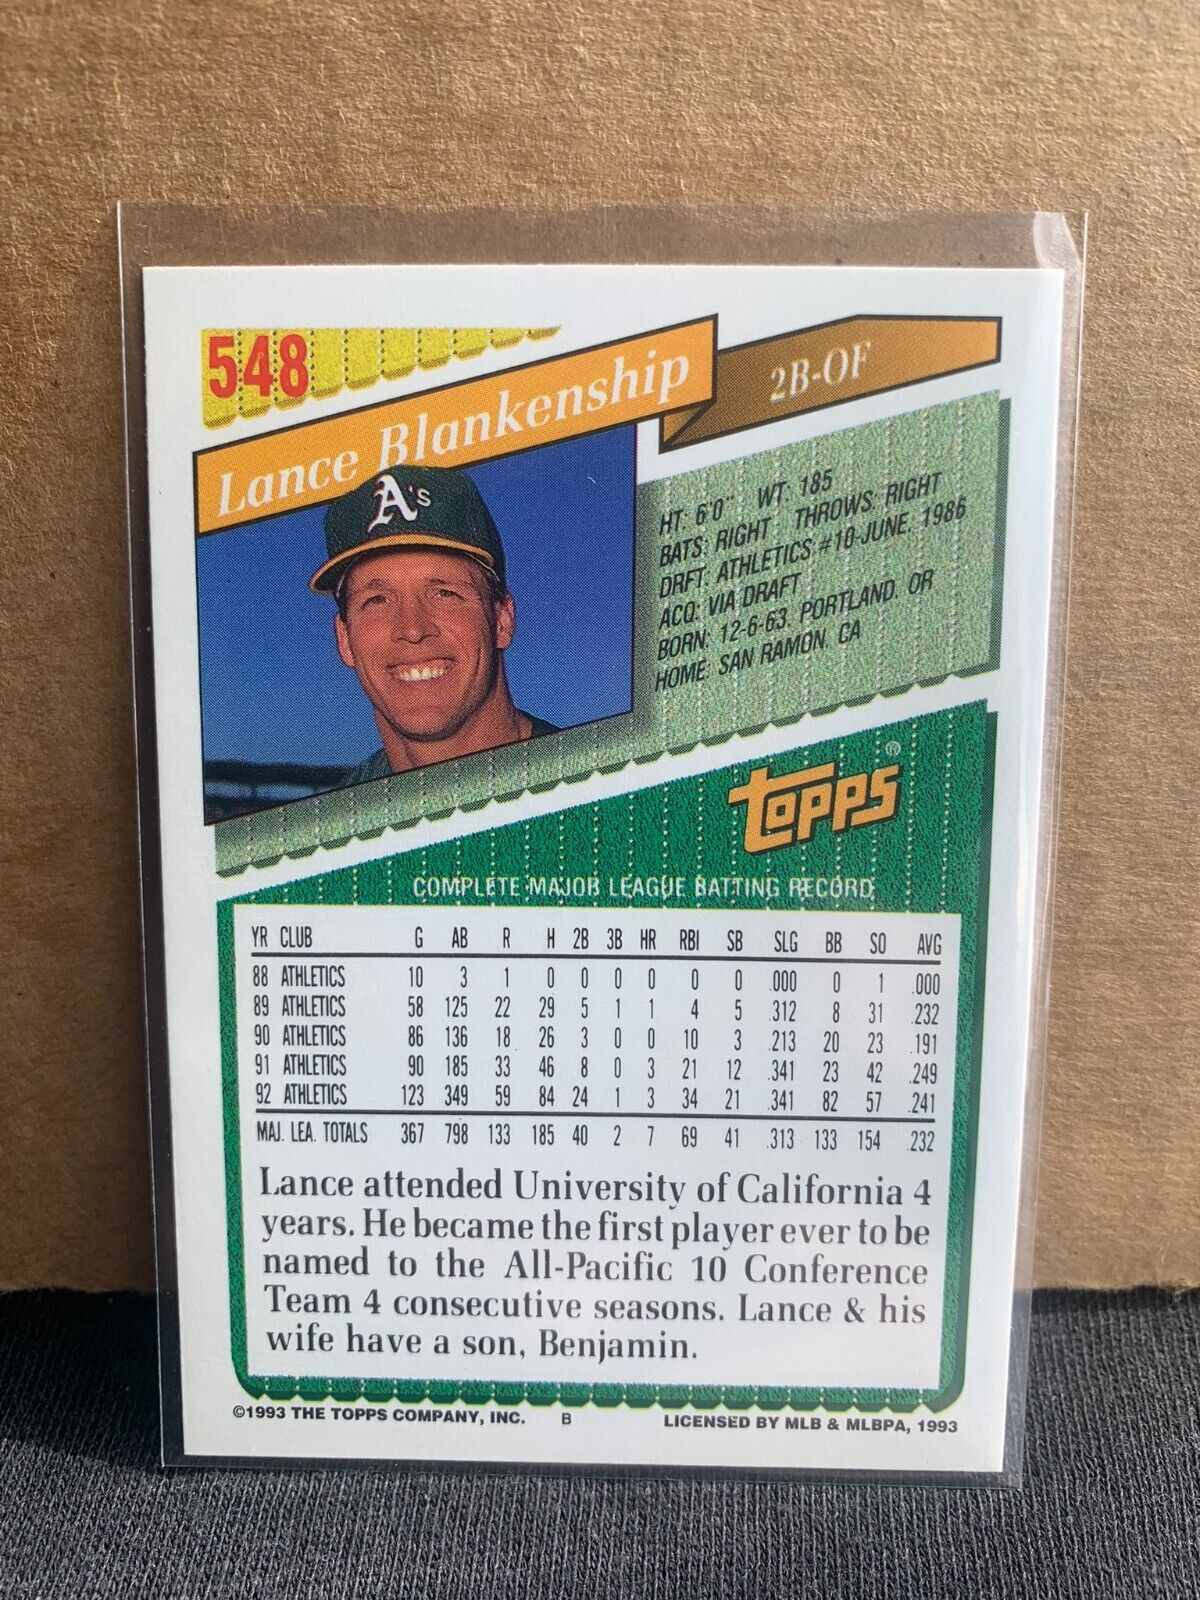 548
Lance Blankenship
2B-OF
A's
HT: 6'0" WT: 185
BATS: RIGHT THROWS: RIGHT
DRFT: ATHLETICS #10-JUNE, 1986
ACQ: VIA DRAFT
BORN: 12-6-63, PORTLAND, OR
HOME: SAN RAMON, CA
topps®
COMPLETE MAJOR LEAGUE BATTING RECORD
YR CLUB G AB R H 2B 3B HR RBI SB SLG BB SO AVG
88 ATHLETICS 10 3 1 0 0 0 0 0 0 .000 0 1 .000
89 ATHLETICS 58 125 22 29 5 1 1 4 5 .312 8 31 .232
90 ATHLETICS 86 136 18 26 3 0 0 10 3 .213 20 23 .191
91 ATHLETICS 90 185 33 46 8 0 3 21 12 .341 23 42 .249
92 ATHLETICS 123 349 59 84 24 1 3 34 21 .341 82 57 .241
MAJ. LEA. TOTALS 367 798 133 185 40 2 7 69 41 .313 133 154 .232
Lance attended University of California 4
years. He became the first player ever to be
named to the All-Pacific 10 Conference
Team 4 consecutive seasons. Lance & his
wife have a son, Benjamin.
©1993 THE TOPPS COMPANY, INC. B LICENSED BY MLB & MLBPA, 1993